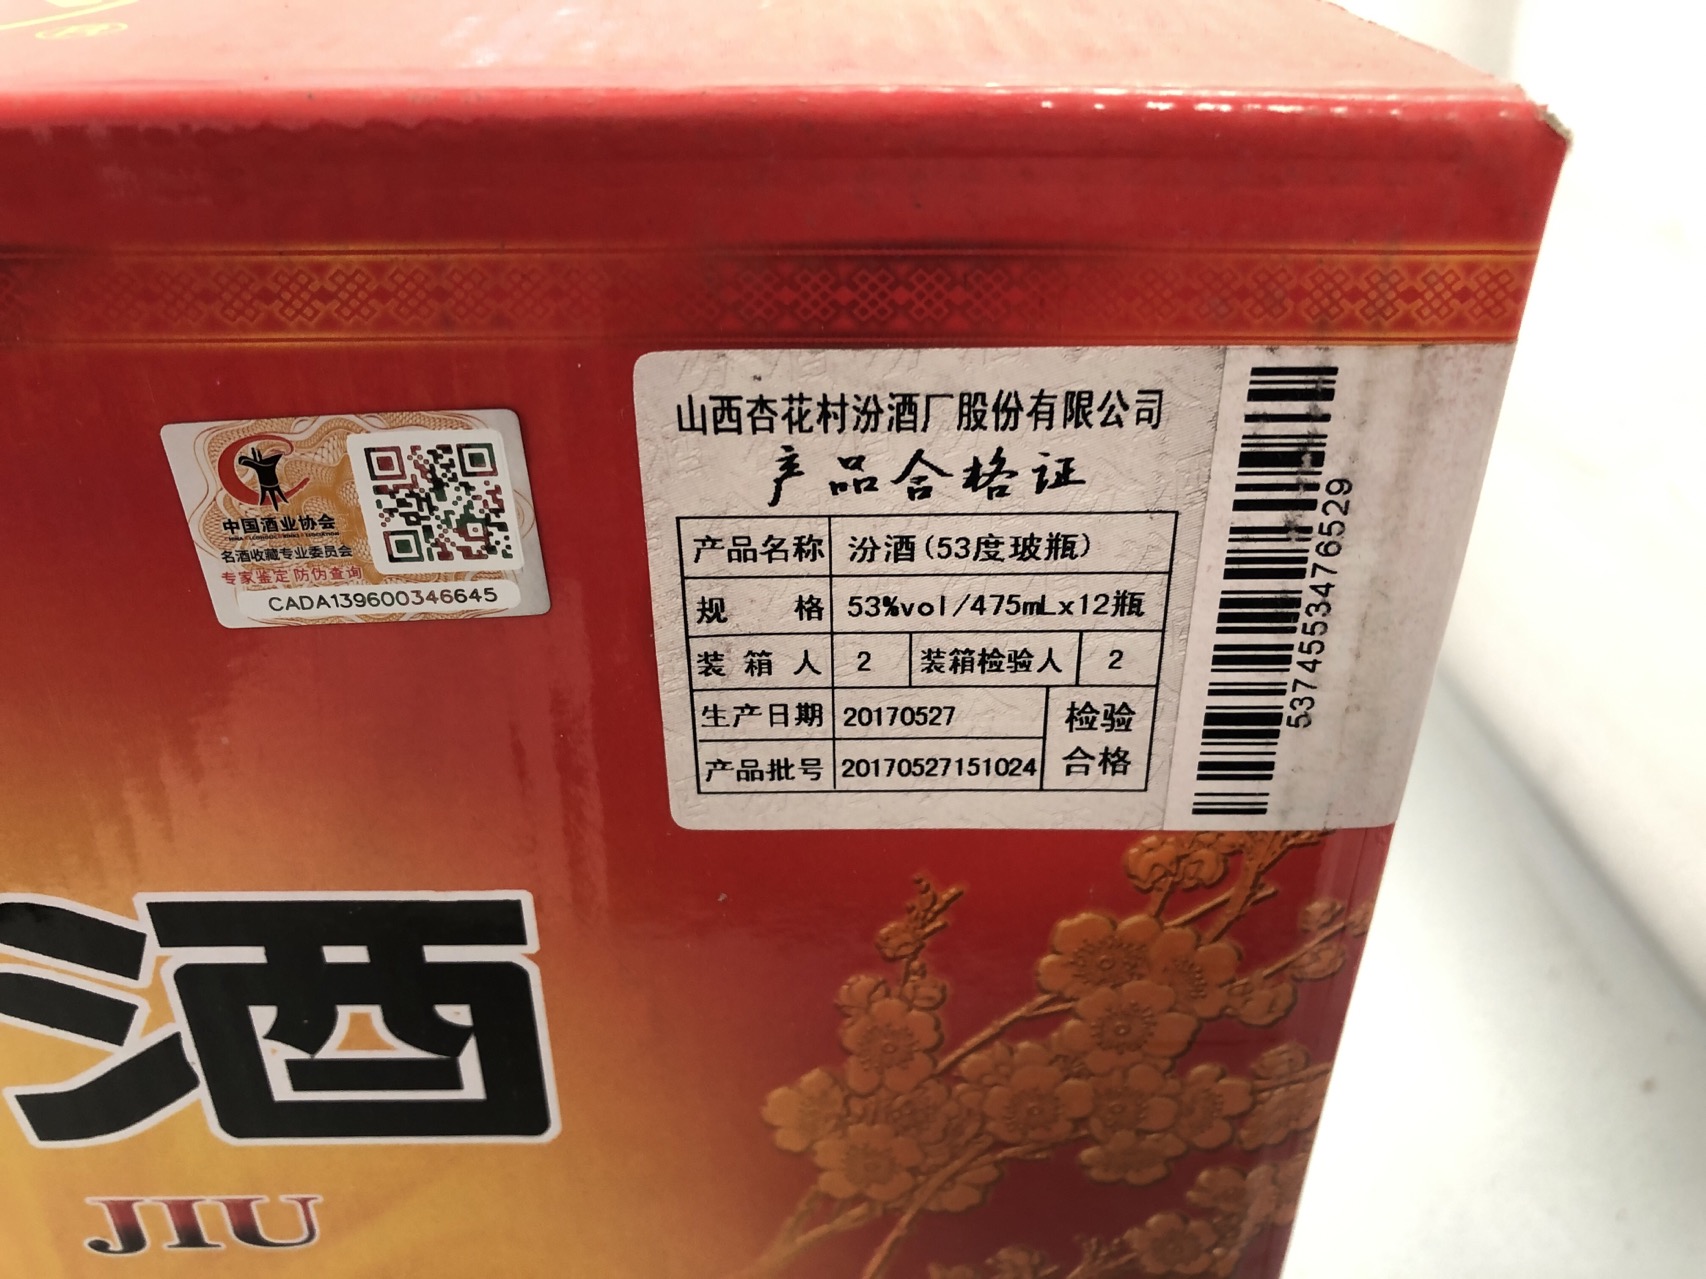 中国酒业协会
名酒收藏专业委员会
专家鉴定 防伪查询
CADA139600346645
山西杏花村汾酒厂股份有限公司
产品合格证
产品名称 汾酒(53度玻瓶)
规 格 53%vol/475mLx12瓶
装箱人 2 装箱检验人 2
生产日期 20170527 检验
产品批号 20170527151024 合格
5374553476529
酒
JIU